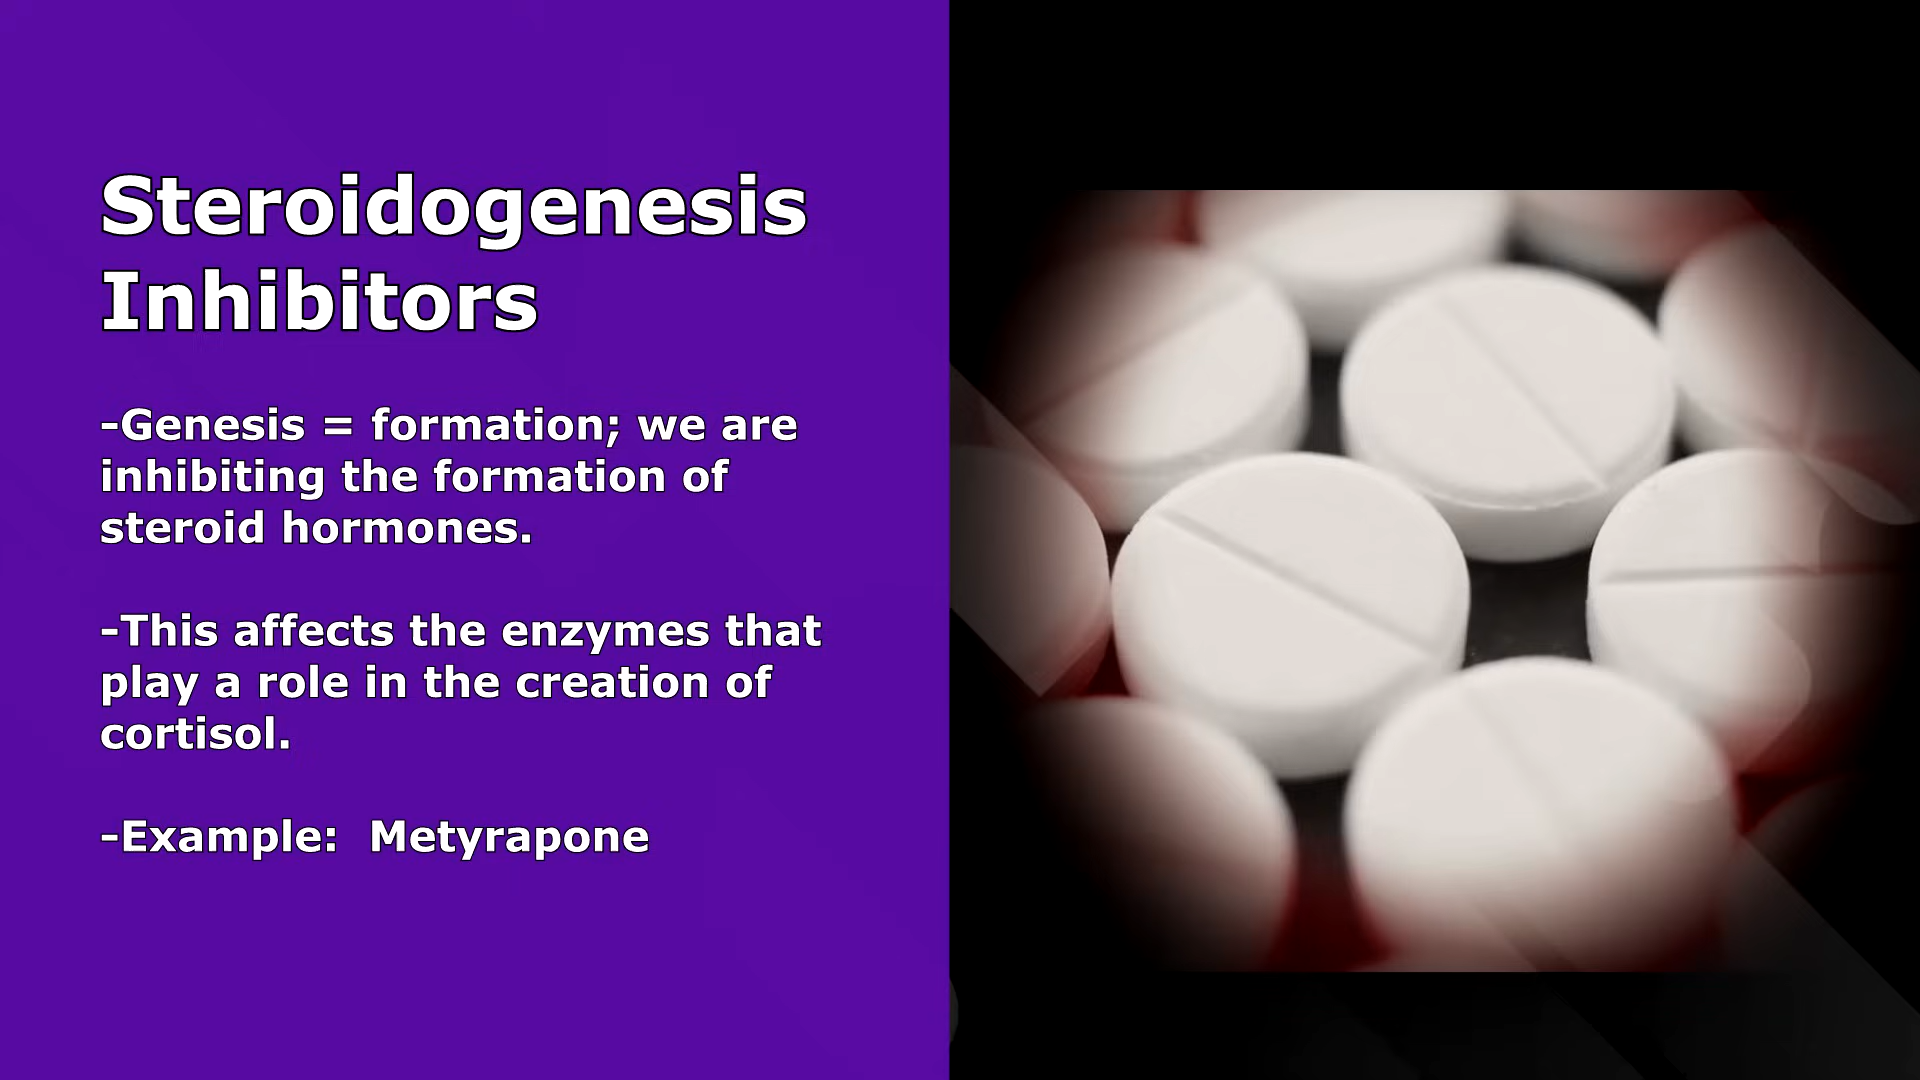 Steroidogenesis
Inhibitors
-Genesis = formation; we are
inhibiting the formation of
steroid hormones.
-This affects the enzymes that
play a role in the creation of
cortisol.
-Example:  Metyrapone